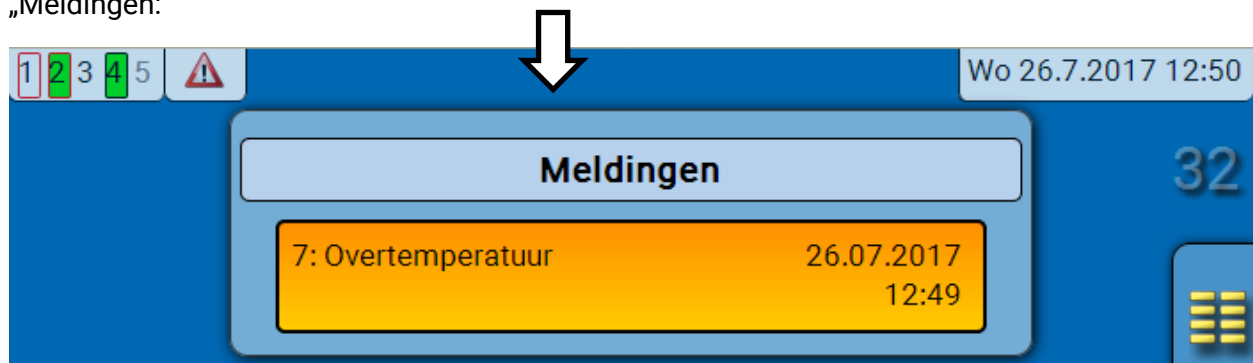 „Meldingen:
1 2 3 4 5
Wo 26.7.2017 12:50
Meldingen
32
7: Overtemperatuur 26.07.2017
12:49